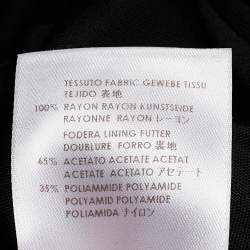 TESSUTO FABRIC GEWEBE TISSU
TEJIDO 表地
100% RAYON RAYON KUNSTSEIDE
RAYONNE RAYON レーヨン
FODERA LINING FUTTER
DOUBLURE FORRO 裏地
65% ACETATO ACETATE ACETAT
ACETATE ACETATO アセテート
35% POLIAMMIDE POLYAMIDE
POLYAMID POLYAMIDE
POLIAMIDA ナイロン